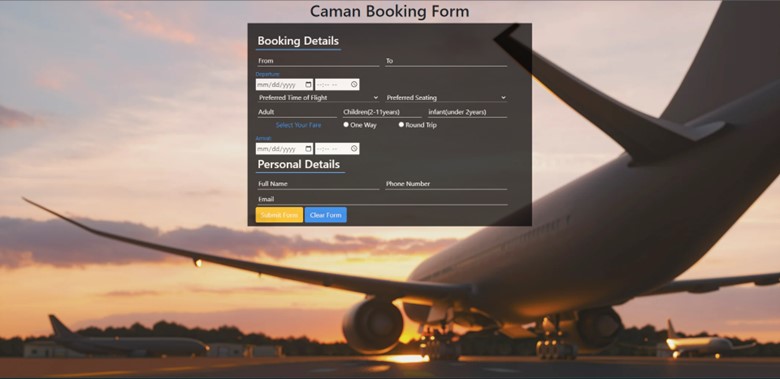 Caman Booking Form
Booking Details
From To
Departure
mm/dd/yyyy --:-- --
Preferred Time of Flight Preferred Seating
Adult Children(2-11years) infant(under 2years)
Select Your Fare One Way Round Trip
Arrival
mm/dd/yyyy --:-- --
Personal Details
Full Name Phone Number
Email
Submit Form Clear Form